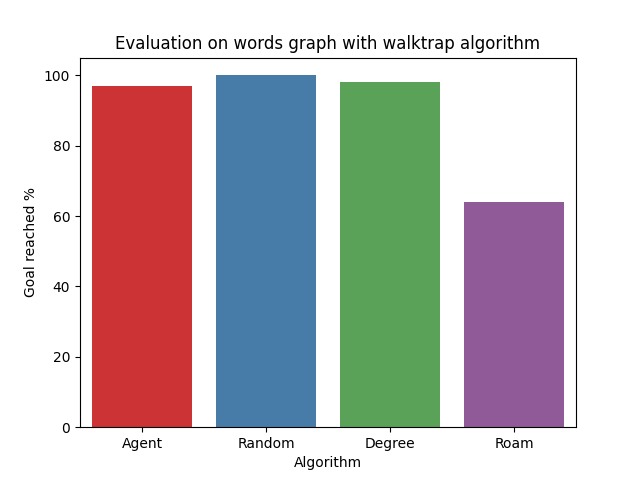 Evaluation on words graph with walktrap algorithm
100
80
60
40
20
0
Goal reached %
Agent Random Degree Roam
Algorithm